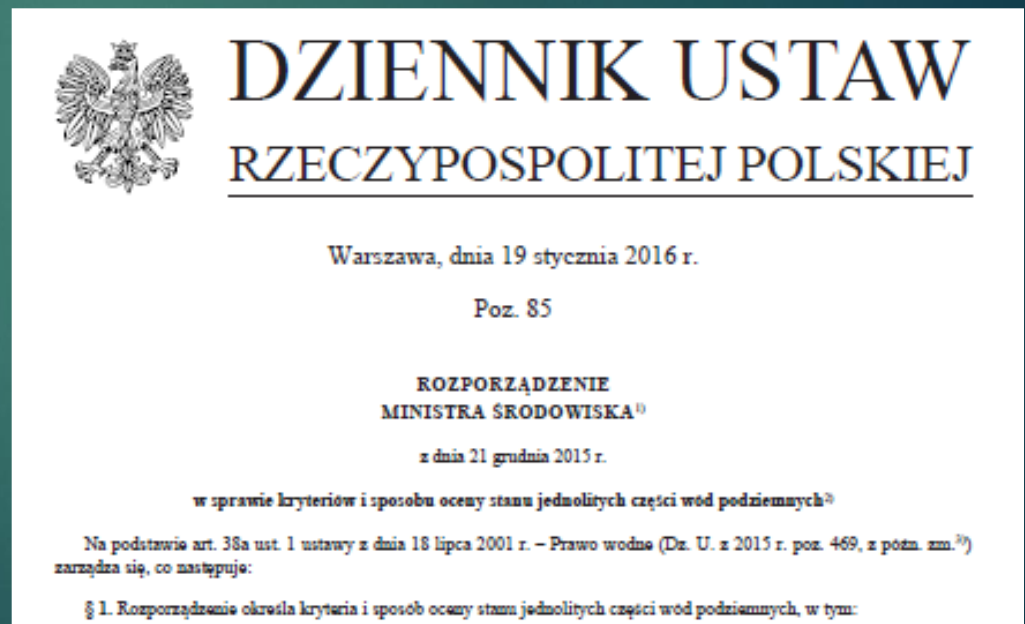 DZIENNIK USTAW
RZECZYPOSPOLITEJ POLSKIEJ
Warszawa, dnia 19 stycznia 2016 r.
Poz. 85
ROZPORZĄDZENIE
MINISTRA ŚRODOWISKA¹⁾
z dnia 21 grudnia 2015 r.
w sprawie kryteriów i sposobu oceny stanu jednolitych części wód podziemnych²⁾
Na podstawie art. 38a ust. 1 ustawy z dnia 18 lipca 2001 r. – Prawo wodne (Dz. U. z 2015 r. poz. 469, z późn. zm.³⁾)
zarządza się, co następuje:
§ 1. Rozporządzenie określa kryteria i sposób oceny stanu jednolitych części wód podziemnych, w tym: